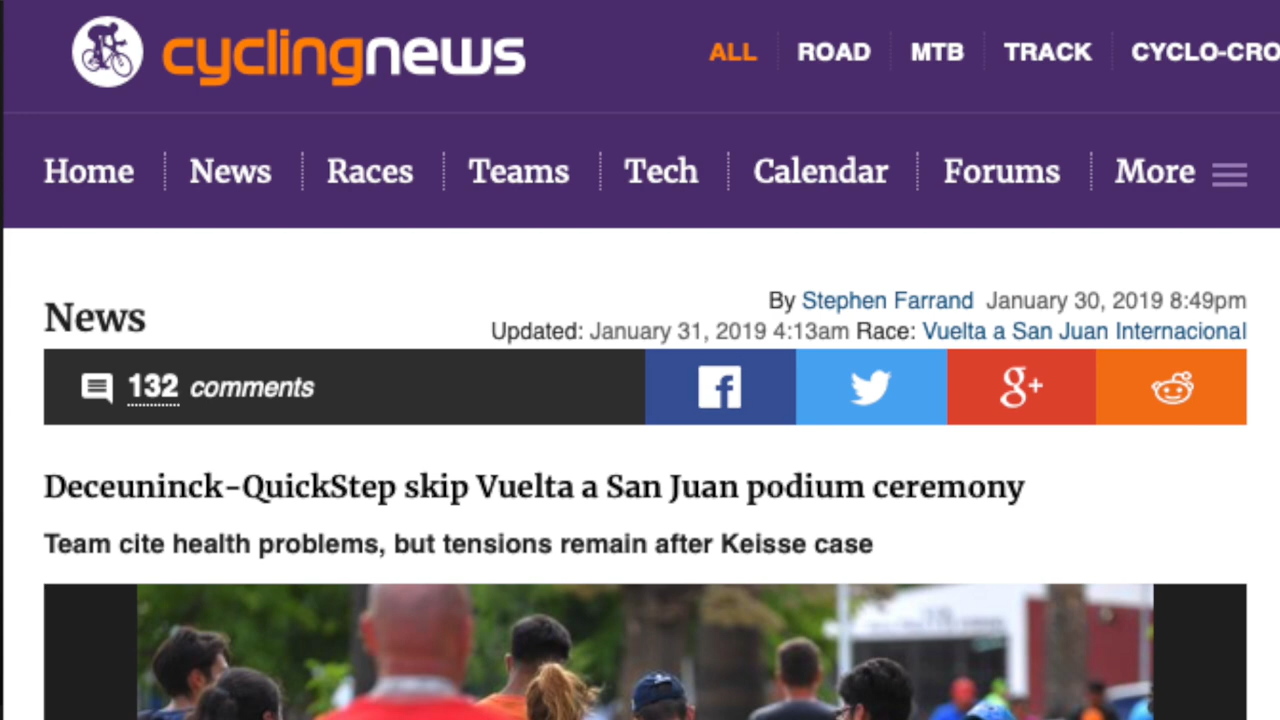 cyclingnews
ALL ROAD MTB TRACK CYCLO-CRO
Home News Races Teams Tech Calendar Forums More
News
By Stephen Farrand January 30, 2019 8:49pm
Updated: January 31, 2019 4:13am Race: Vuelta a San Juan Internacional
132 comments
f g+
Deceuninck-QuickStep skip Vuelta a San Juan podium ceremony
Team cite health problems, but tensions remain after Keisse case